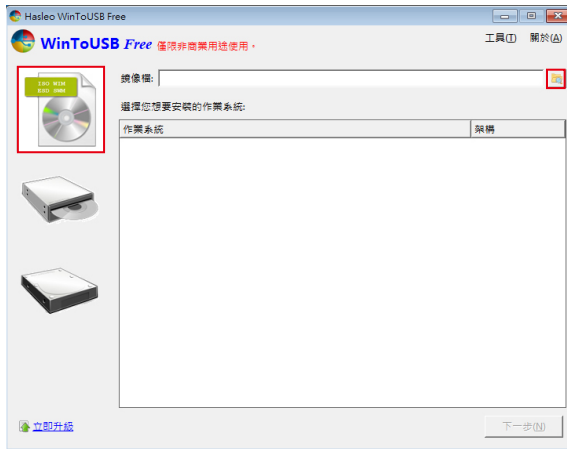 Hasleo WinToUSB Free
WinToUSB Free 僅限非商業用途使用。
工具(T) 關於(A)
ISO WIM
ESD SWM
鏡像檔:
選擇您想要安裝的作業系統:
作業系統 架構
立即升級
下一步(N)